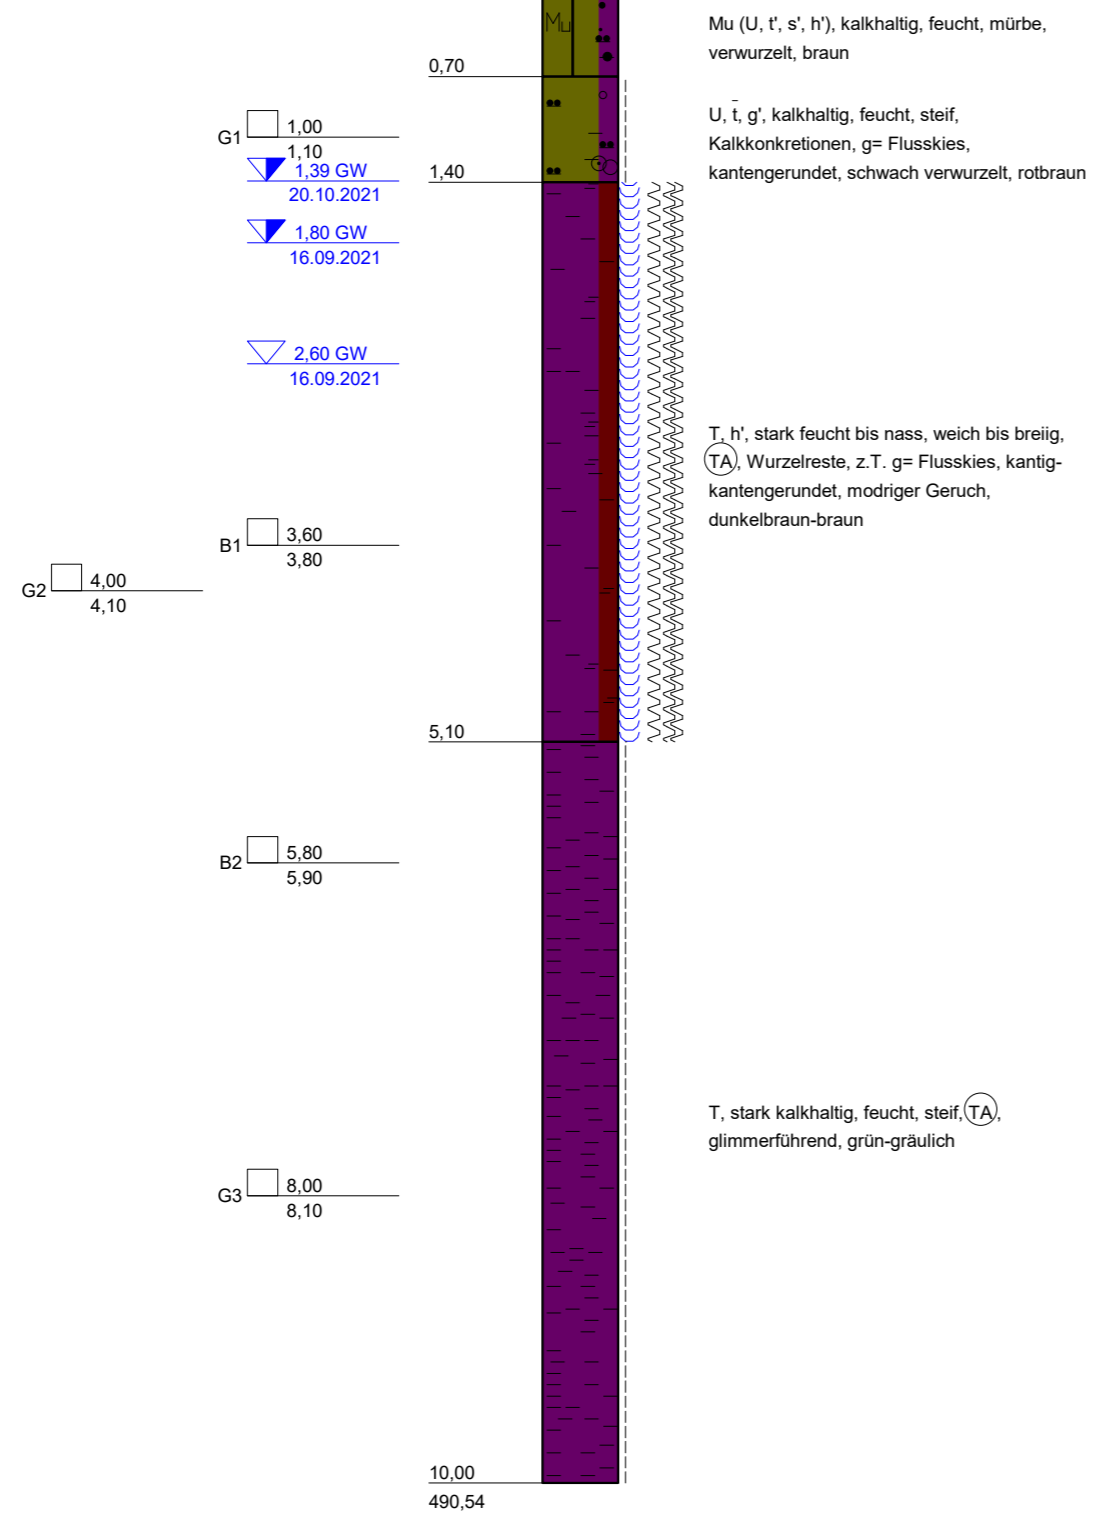 Mu
Mu (U, t', s', h'), kalkhaltig, feucht, mürbe,
verwurzelt, braun
0,70
U, t̄, g', kalkhaltig, feucht, steif,
Kalkkonkretionen, g= Flusskies,
kantengerundet, schwach verwurzelt, rotbraun
G1 1,00
1,10
1,39 GW
20.10.2021
1,40
1,80 GW
16.09.2021
2,60 GW
16.09.2021
T, h', stark feucht bis nass, weich bis breiig,
TA, Wurzelreste, z.T. g= Flusskies, kantig-
kantengerundet, modriger Geruch,
dunkelbraun-braun
B1 3,60
3,80
G2 4,00
4,10
5,10
B2 5,80
5,90
T, stark kalkhaltig, feucht, steif, TA,
glimmerführend, grün-gräulich
G3 8,00
8,10
10,00
490,54